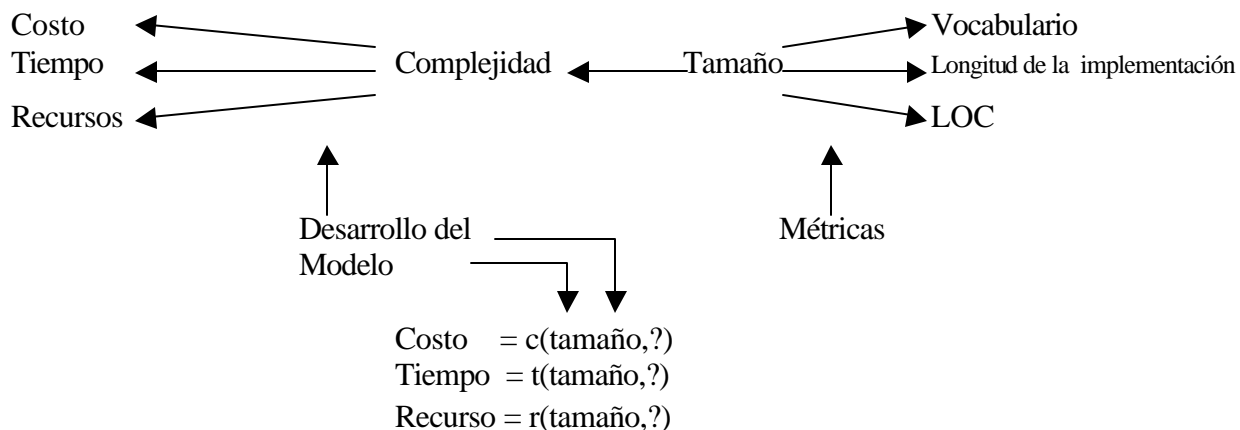 Costo
Tiempo
Recursos
Complejidad
Tamaño
Vocabulario
Longitud de la implementación
LOC
Desarrollo del
Modelo
Métricas
Costo = c(tamaño,?)
Tiempo = t(tamaño,?)
Recurso = r(tamaño,?)